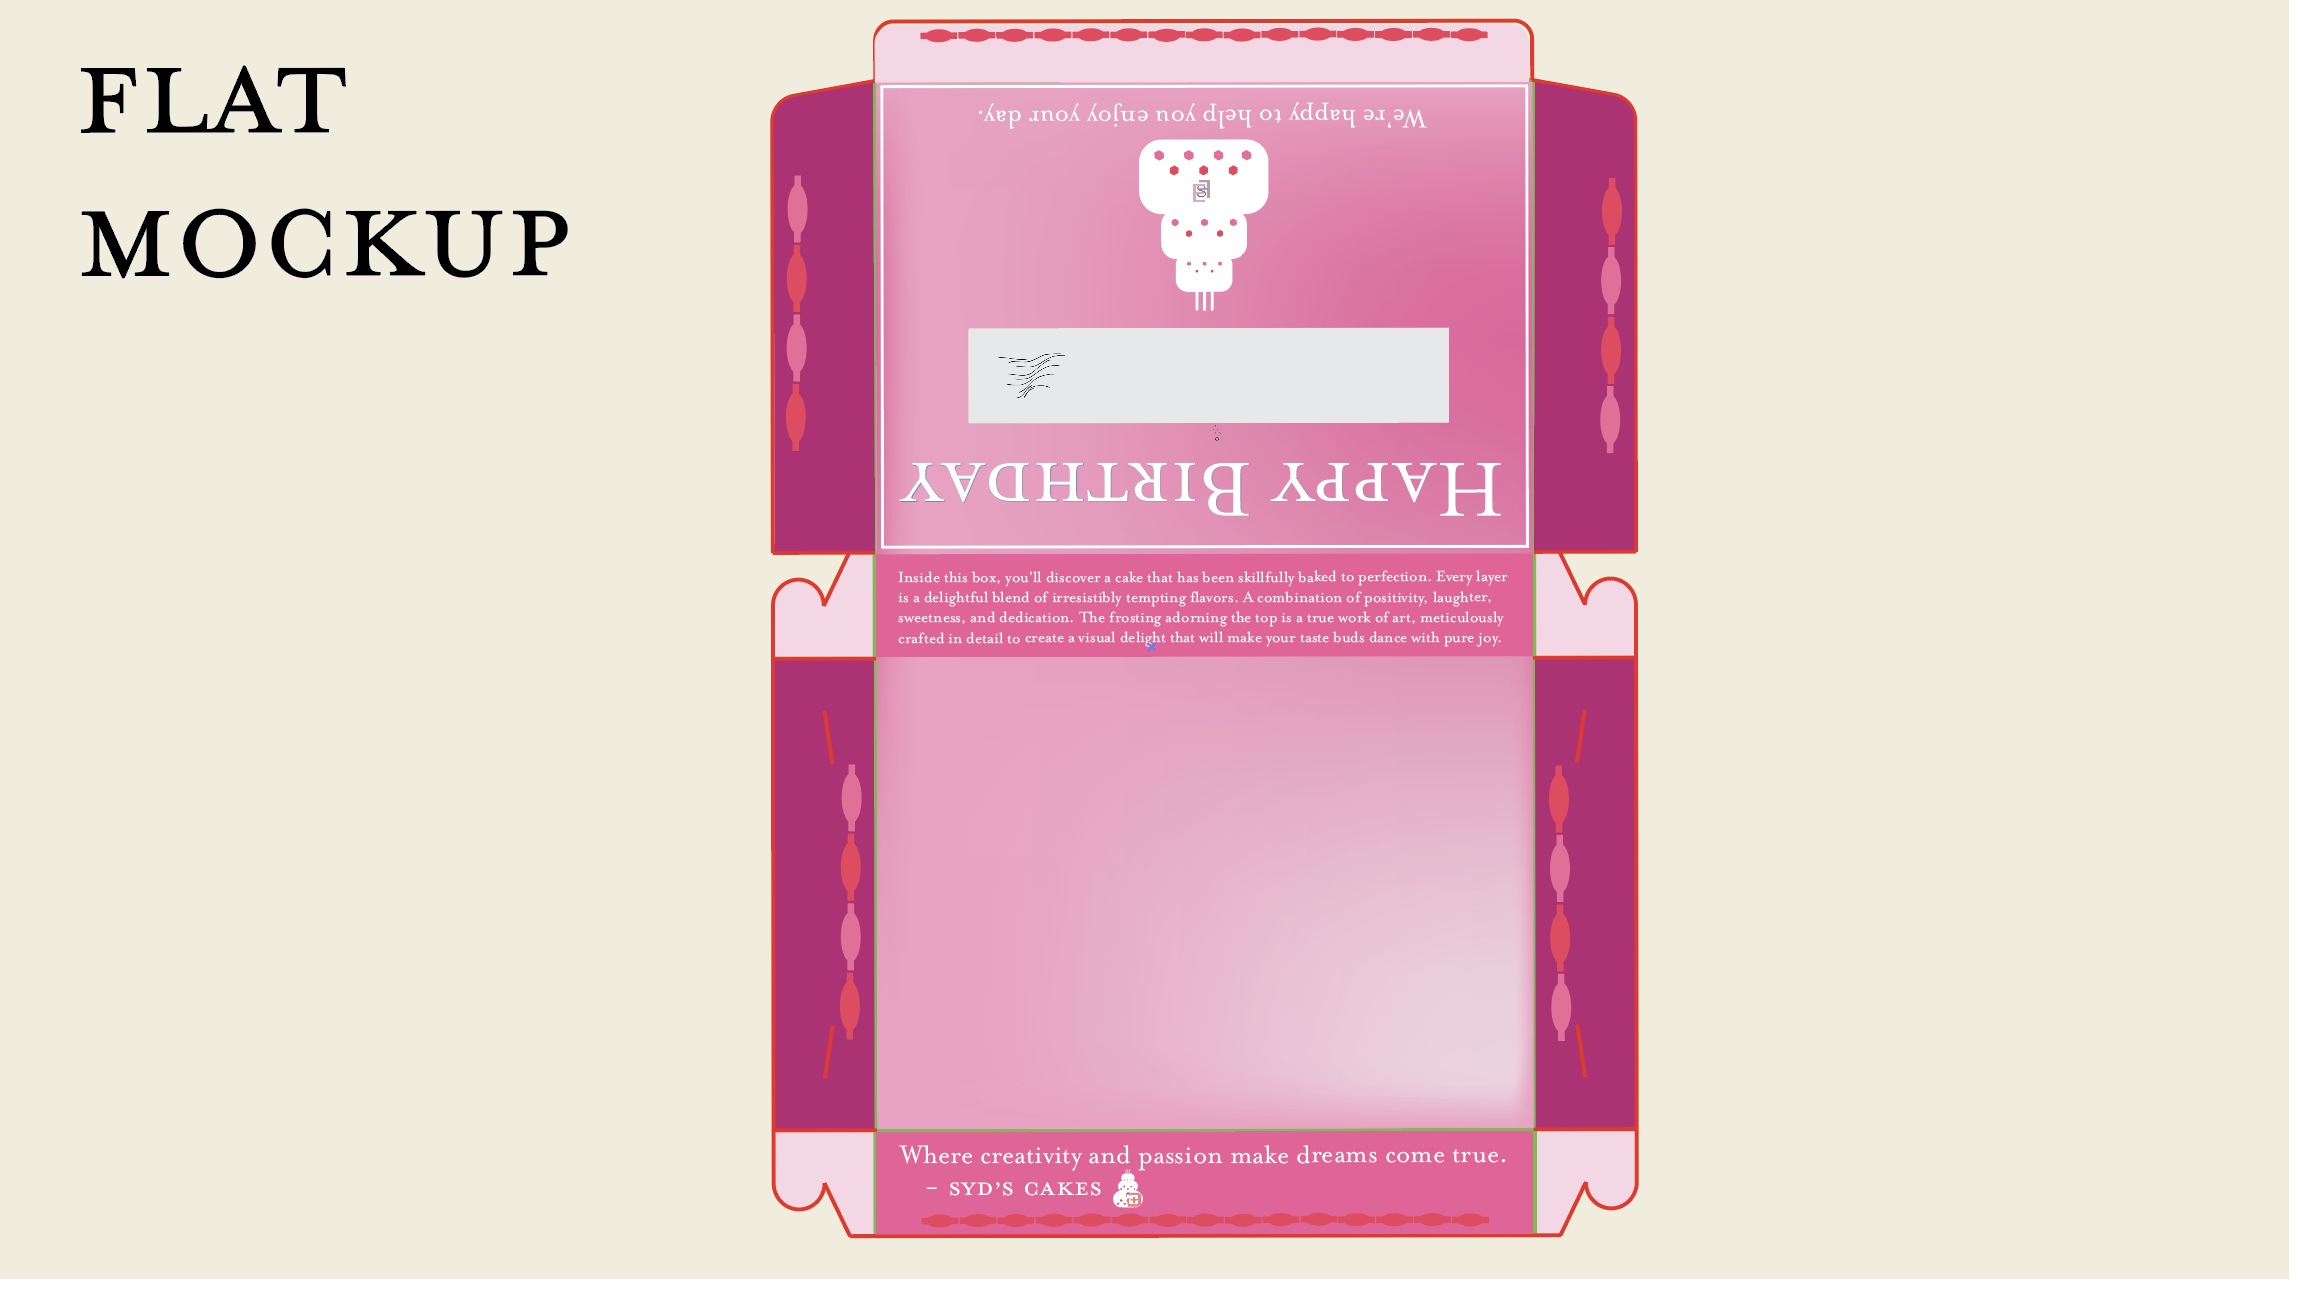 FLAT
MOCKUP
We're happy to help you enjoy your day.
Happy Birthday
Inside this box, you'll discover a cake that has been skillfully baked to perfection. Every layer
is a delightful blend of irresistibly tempting flavors. A combination of positivity, laughter,
sweetness, and dedication. The frosting adorning the top is a true work of art, meticulously
crafted in detail to create a visual delight that will make your taste buds dance with pure joy.
Where creativity and passion make dreams come true.
– SYD'S CAKES